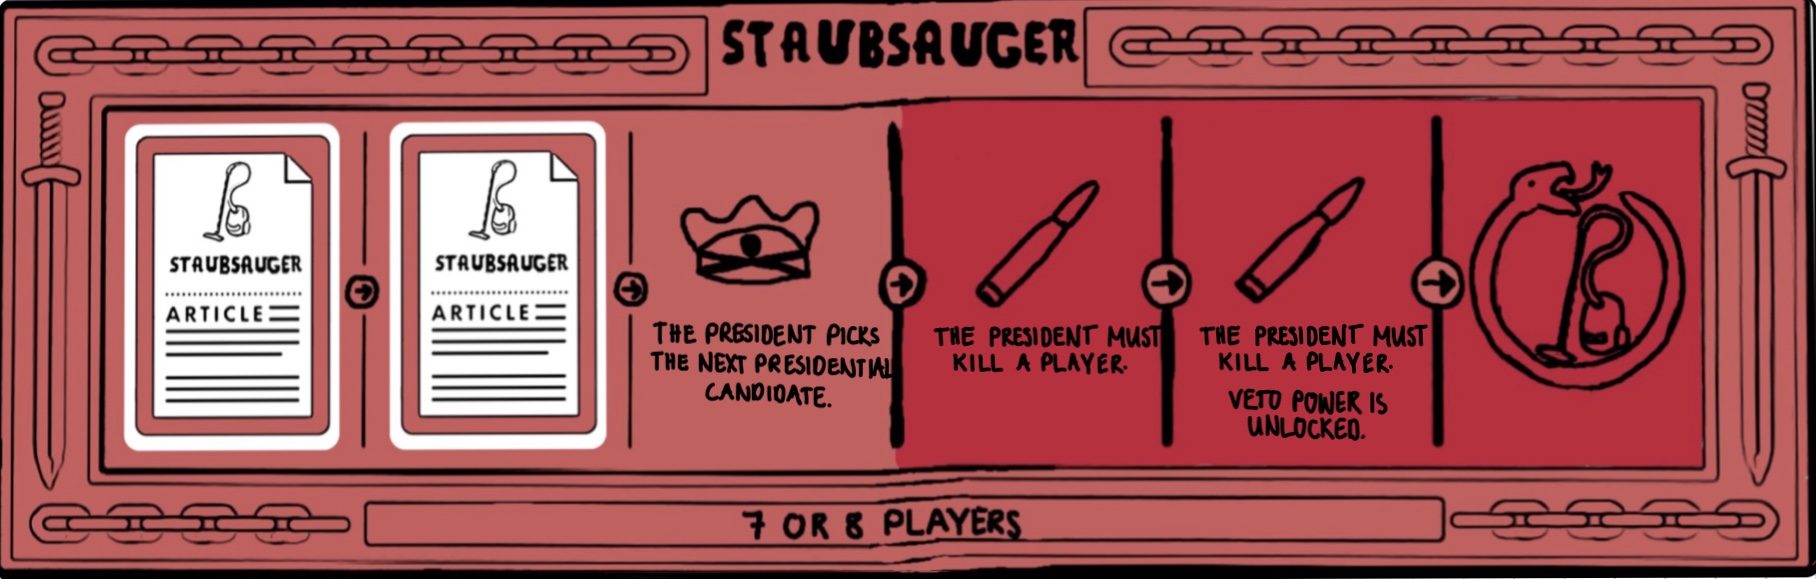 STAUBSAUGER
STAUBSAUGER
ARTICLE
STAUBSAUGER
ARTICLE
THE PRESIDENT PICKS
THE NEXT PRESIDENTIAL
CANDIDATE.
THE PRESIDENT MUST
KILL A PLAYER.
THE PRESIDENT MUST
KILL A PLAYER.
VETO POWER IS
UNLOCKED.
7 OR 8 PLAYERS